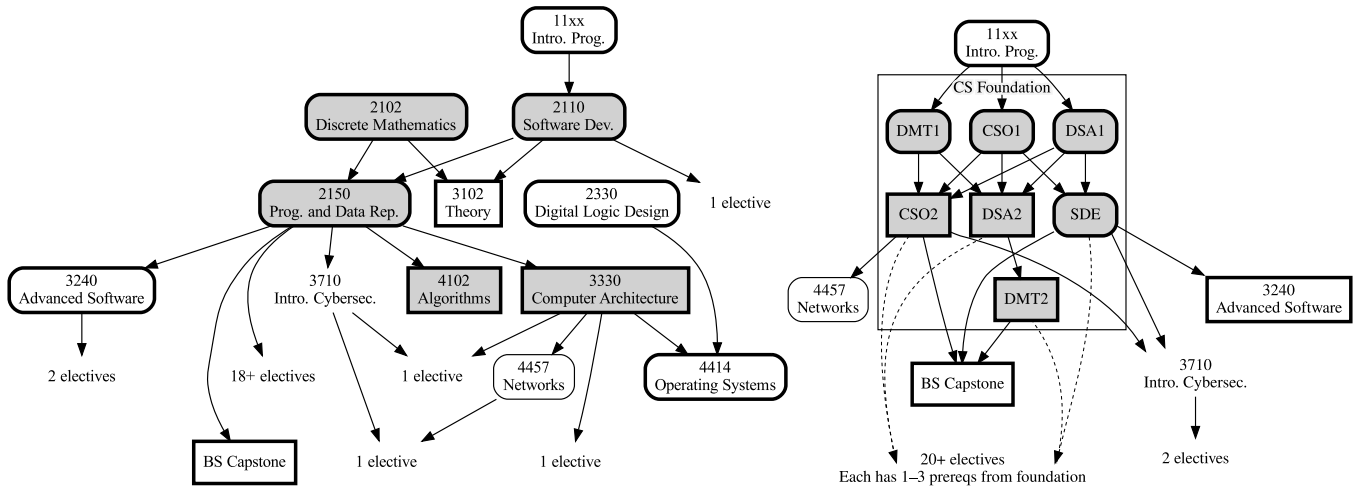 11xx
Intro. Prog.
2102
Discrete Mathematics
2110
Software Dev.
2150
Prog. and Data Rep.
3102
Theory
2330
Digital Logic Design
1 elective
3240
Advanced Software
3710
Intro. Cybersec.
4102
Algorithms
3330
Computer Architecture
2 electives
18+ electives
1 elective
4457
Networks
4414
Operating Systems
BS Capstone
1 elective
1 elective
11xx
Intro. Prog.
CS Foundation
DMT1
CSO1
DSA1
CSO2
DSA2
SDE
4457
Networks
DMT2
3240
Advanced Software
BS Capstone
3710
Intro. Cybersec.
20+ electives
Each has 1–3 prereqs from foundation
2 electives